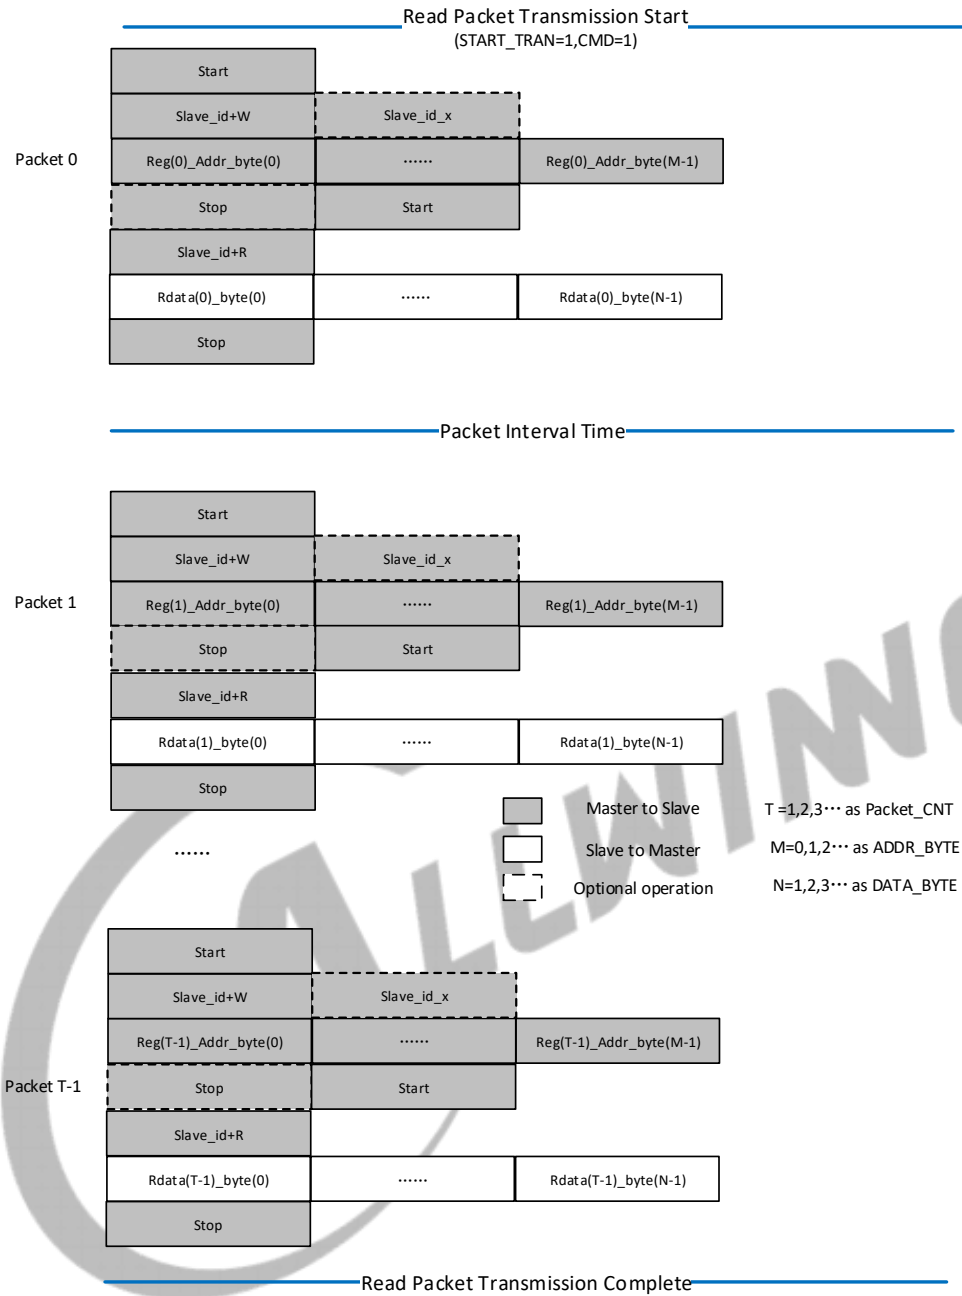 Read Packet Transmission Start
(START_TRAN=1,CMD=1)
Start
Slave_id+W Slave_id_x
Packet 0 Reg(0)_Addr_byte(0) ...... Reg(0)_Addr_byte(M-1)
Stop Start
Slave_id+R
Rdata(0)_byte(0) ...... Rdata(0)_byte(N-1)
Stop
Packet Interval Time
Start
Slave_id+W Slave_id_x
Packet 1 Reg(1)_Addr_byte(0) ...... Reg(1)_Addr_byte(M-1)
Stop Start
Slave_id+R
Rdata(1)_byte(0) ...... Rdata(1)_byte(N-1)
Stop
Master to Slave T =1,2,3··· as Packet_CNT
...... Slave to Master M=0,1,2··· as ADDR_BYTE
Optional operation N=1,2,3··· as DATA_BYTE
Start
Slave_id+W Slave_id_x
Reg(T-1)_Addr_byte(0) ...... Reg(T-1)_Addr_byte(M-1)
Packet T-1 Stop Start
Slave_id+R
Rdata(T-1)_byte(0) ...... Rdata(T-1)_byte(N-1)
Stop
Read Packet Transmission Complete
ALLWINN